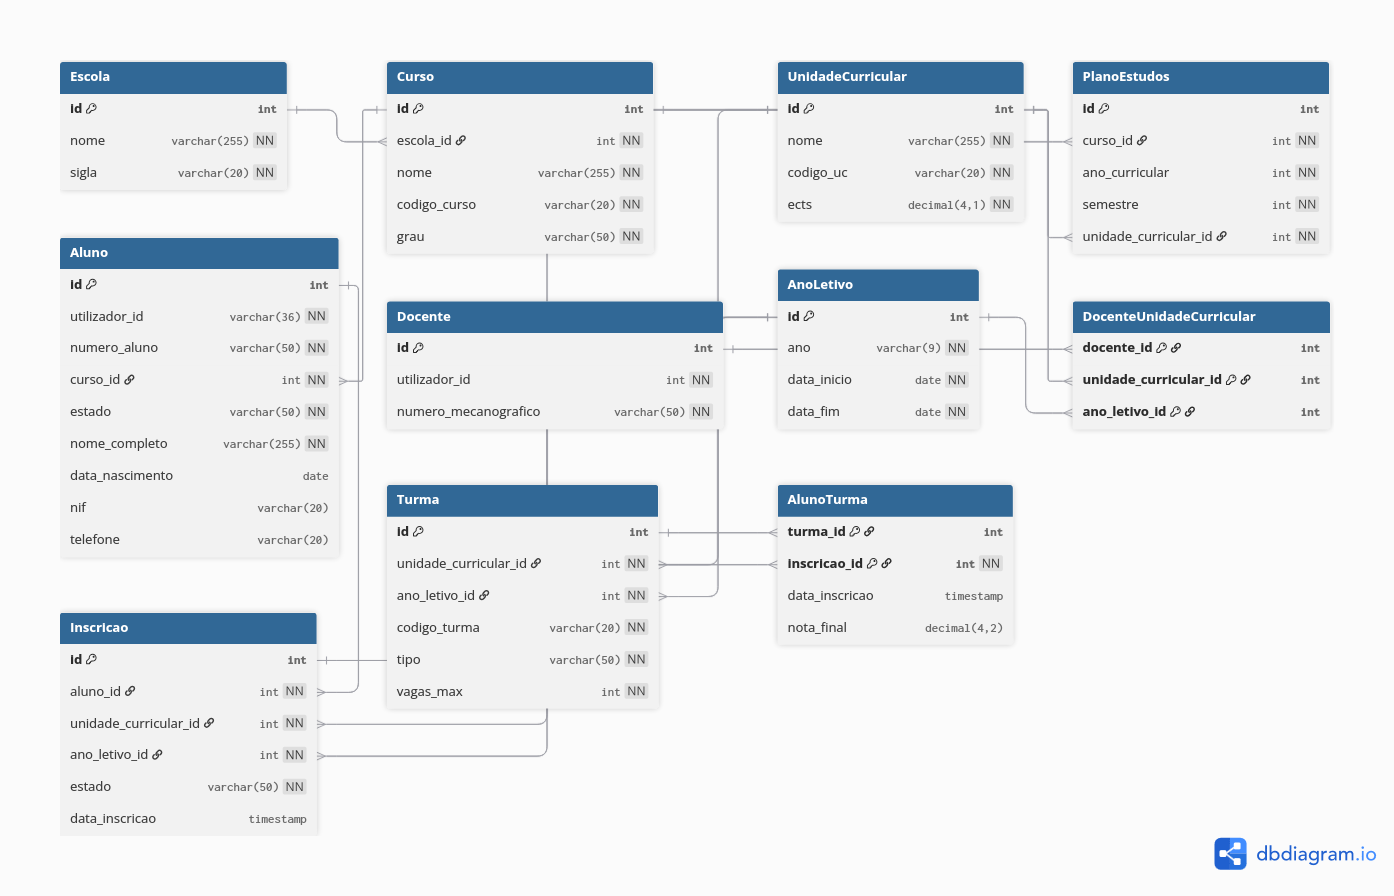 Escola
id int
nome varchar(255) NN
sigla varchar(20) NN
Curso
id int
escola_id int NN
nome varchar(255) NN
codigo_curso varchar(20) NN
grau varchar(50) NN
UnidadeCurricular
id int
nome varchar(255) NN
codigo_uc varchar(20) NN
ects decimal(4,1) NN
PlanoEstudos
id int
curso_id int NN
ano_curricular int NN
semestre int NN
unidade_curricular_id int NN
Aluno
id int
utilizador_id varchar(36) NN
numero_aluno varchar(50) NN
curso_id int NN
estado varchar(50) NN
nome_completo varchar(255) NN
data_nascimento date
nif varchar(20)
telefone varchar(20)
Docente
id int
utilizador_id int NN
numero_mecanografico varchar(50) NN
AnoLetivo
id int
ano varchar(9) NN
data_inicio date NN
data_fim date NN
DocenteUnidadeCurricular
docente_id int
unidade_curricular_id int
ano_letivo_id int
Turma
id int
unidade_curricular_id int NN
ano_letivo_id int NN
codigo_turma varchar(20) NN
tipo varchar(50) NN
vagas_max int NN
AlunoTurma
turma_id int
inscricao_id int NN
data_inscricao timestamp
nota_final decimal(4,2)
Inscricao
id int
aluno_id int NN
unidade_curricular_id int NN
ano_letivo_id int NN
estado varchar(50) NN
data_inscricao timestamp
dbdiagram.io